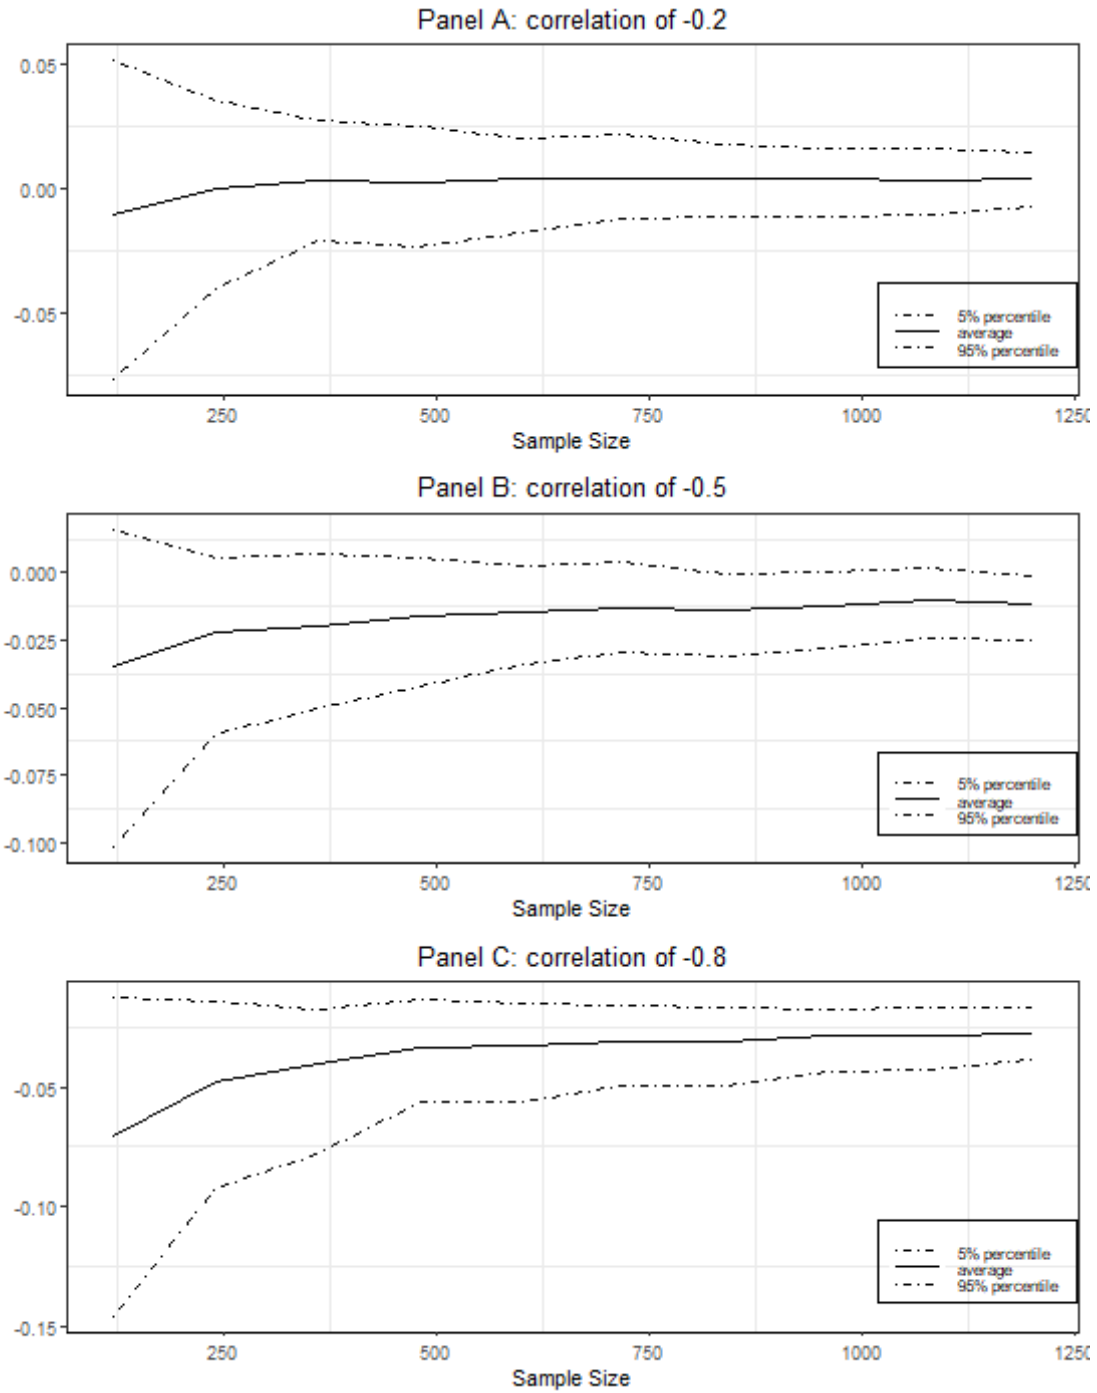 Panel A: correlation of -0.2
0.05
0.00
-0.05
5% percentile
average
95% percentile
250 500 750 1000 1250
Sample Size
Panel B: correlation of -0.5
0.000
-0.025
-0.050
-0.075
-0.100
5% percentile
average
95% percentile
250 500 750 1000 1250
Sample Size
Panel C: correlation of -0.8
-0.05
-0.10
-0.15
5% percentile
average
95% percentile
250 500 750 1000 1250
Sample Size